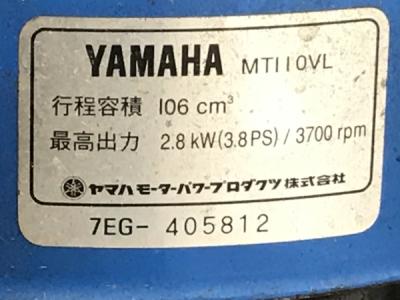 YAMAHA MT110VL
行程容積 106 cm³
最高出力 2.8 kW(3.8PS) / 3700 rpm
ヤマハモーターパワープロダクツ株式会社
7EG- 405812